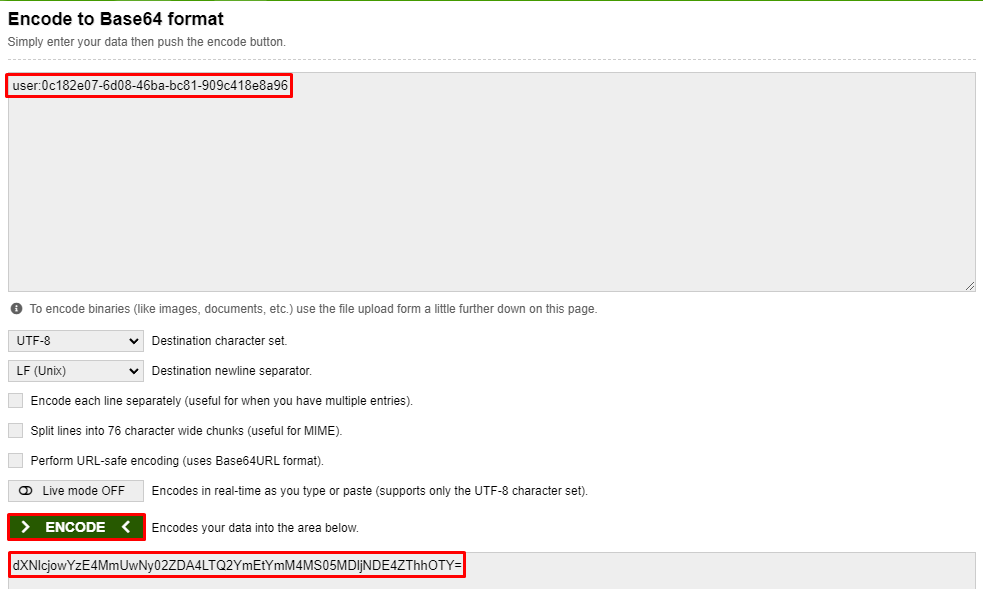 Encode to Base64 format
Simply enter your data then push the encode button.
user:0c182e07-6d08-46ba-bc81-909c418e8a96
To encode binaries (like images, documents, etc.) use the file upload form a little further down on this page.
UTF-8 Destination character set.
LF (Unix) Destination newline separator.
Encode each line separately (useful for when you have multiple entries).
Split lines into 76 character wide chunks (useful for MIME).
Perform URL-safe encoding (uses Base64URL format).
Live mode OFF Encodes in real-time as you type or paste (supports only the UTF-8 character set).
ENCODE Encodes your data into the area below.
dXNlcjowYzE4MmUwNy02ZDA4LTQ2YmEtYmM4MS05MDljNDE4ZThhOTY=